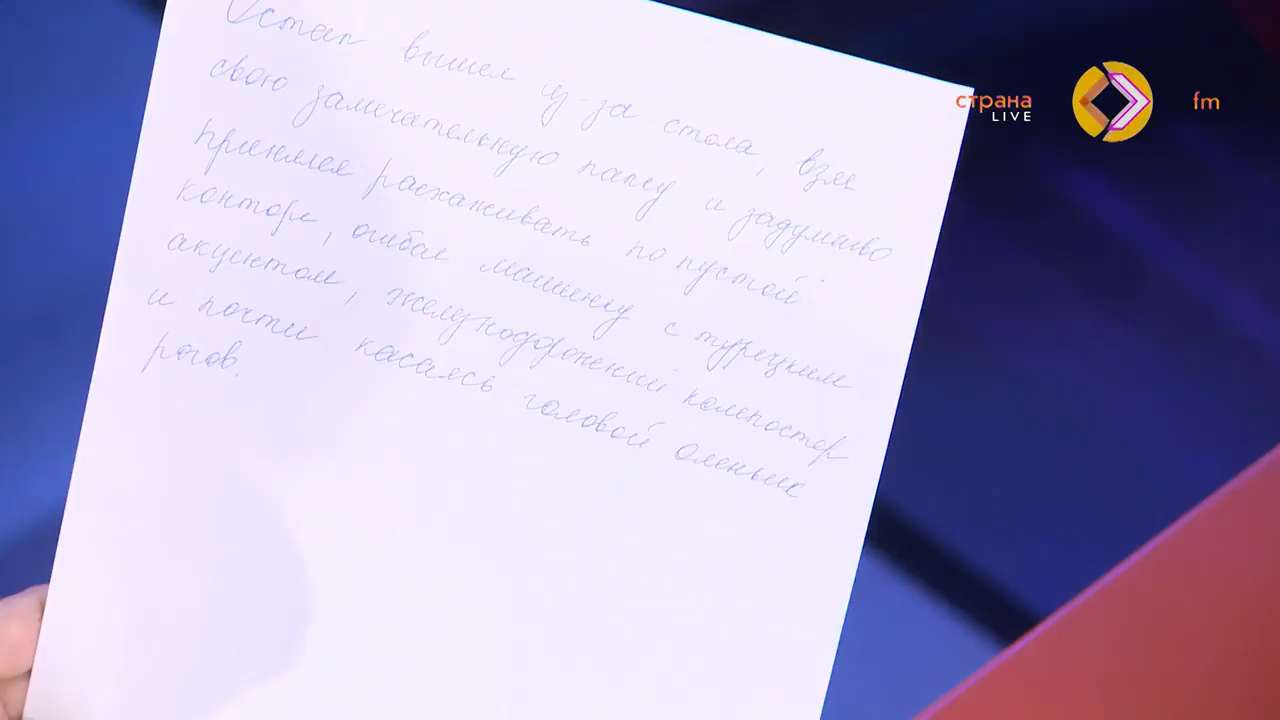 Остап вышел из-за стола, взял
свою замечательную папку и задумчиво
принялся расхаживать по пустой
конторе, огибая машинку с турецким
акцентом, железнодорожный компостер
и почти касаясь головой оленьих
рогов.
страна
LIVE
fm